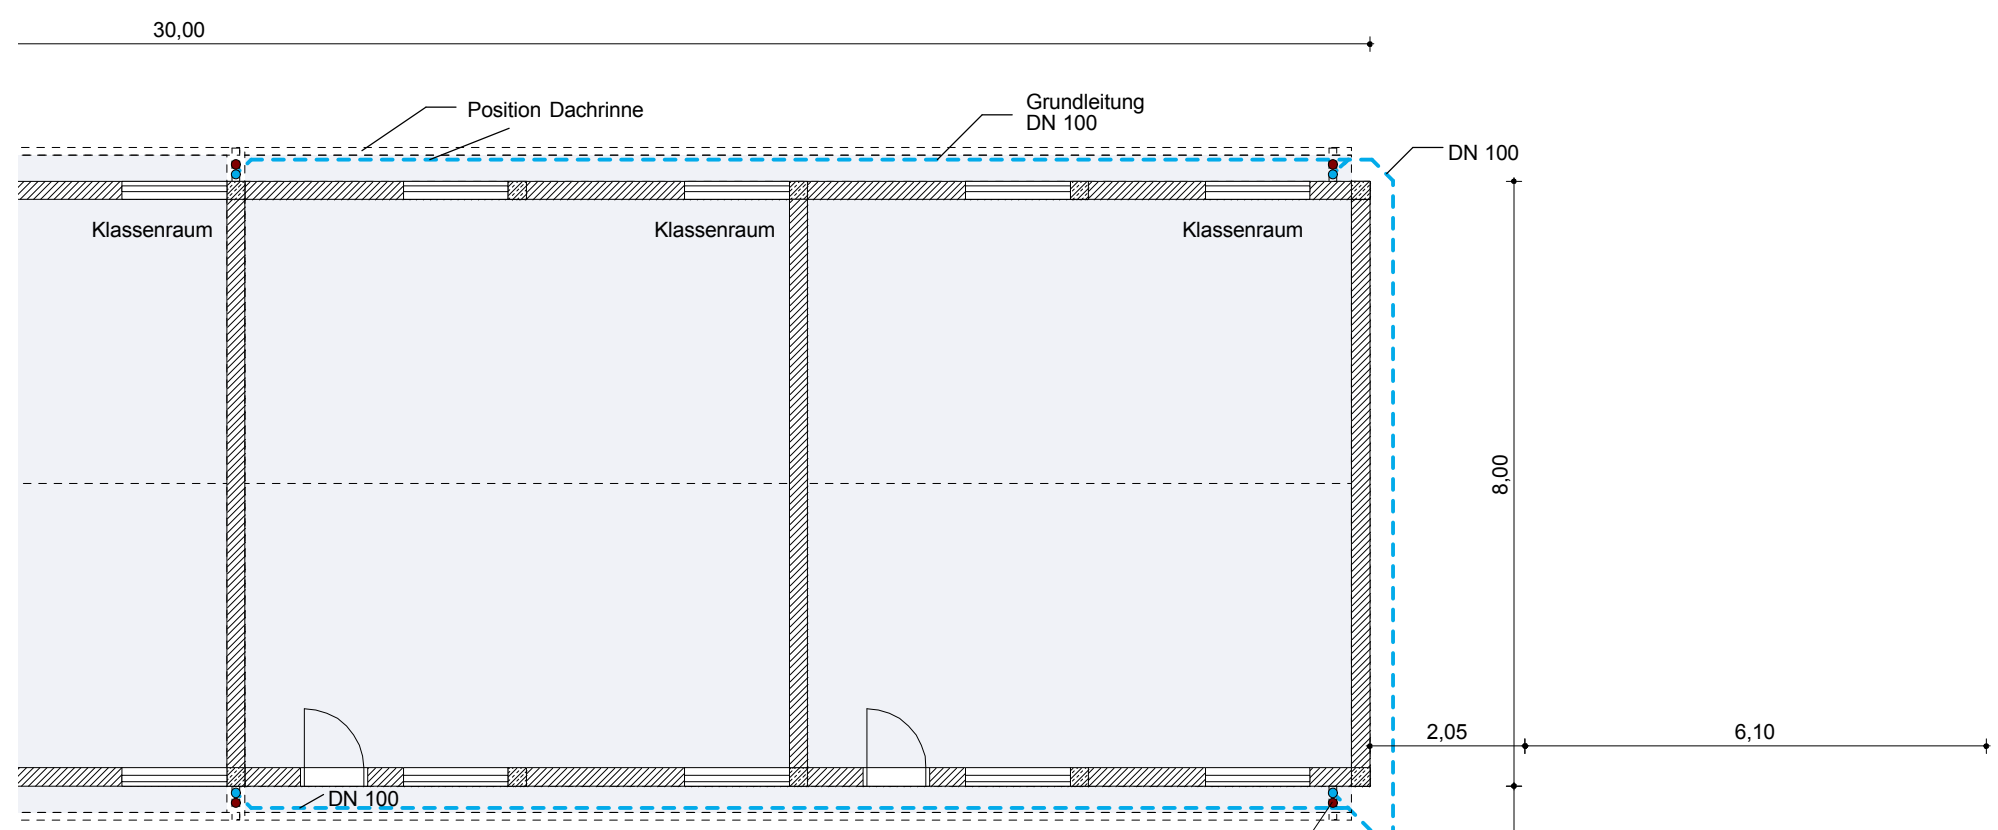 30,00
Position Dachrinne
Grundleitung
DN 100
DN 100
Klassenraum
Klassenraum
Klassenraum
8,00
2,05
6,10
DN 100